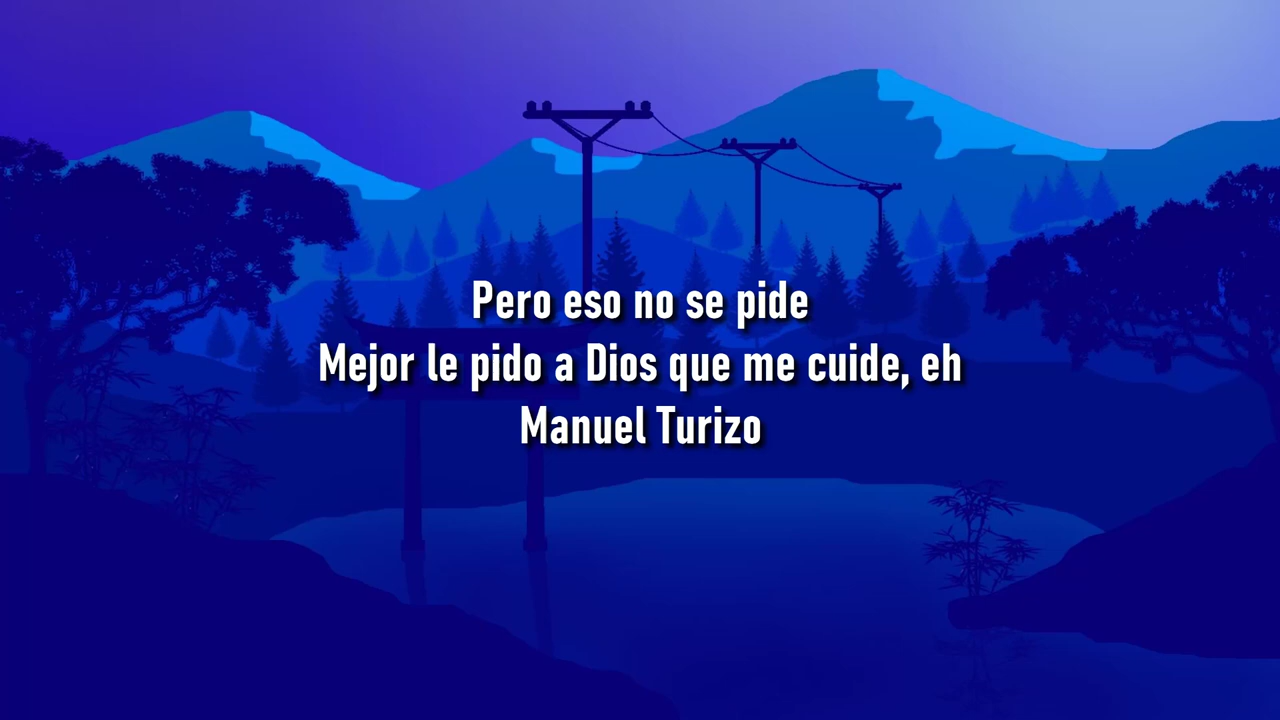 Pero eso no se pide
Mejor le pido a Dios que me cuide, eh
Manuel Turizo